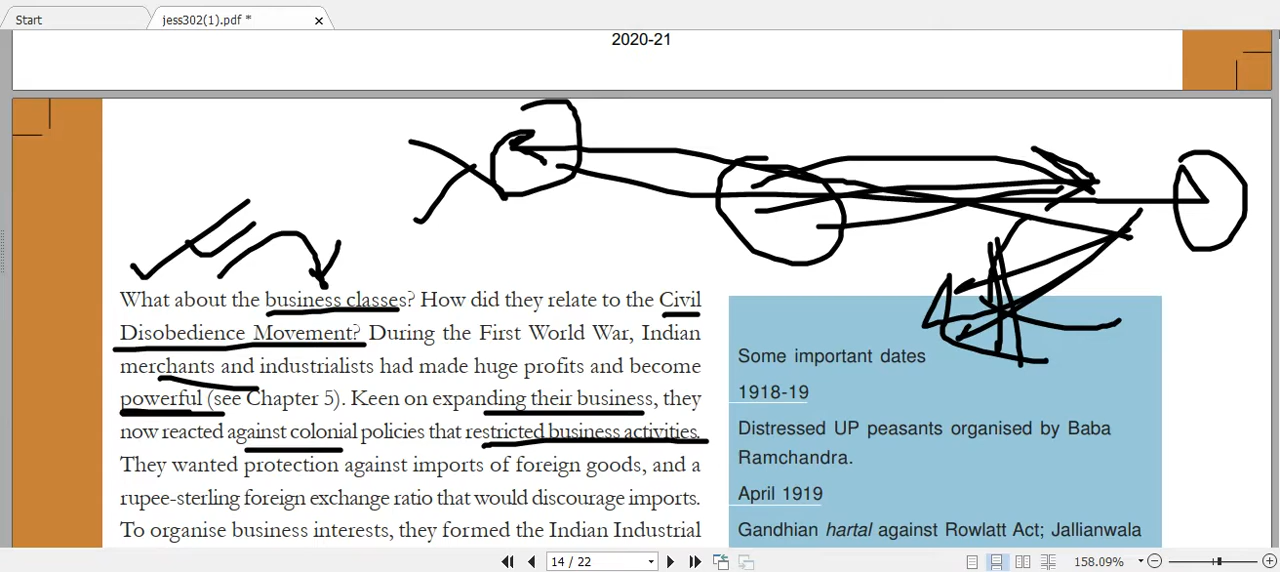 Start
jess302(1).pdf *
2020-21
What about the business classes? How did they relate to the Civil
Disobedience Movement? During the First World War, Indian
merchants and industrialists had made huge profits and become
powerful (see Chapter 5). Keen on expanding their business, they
now reacted against colonial policies that restricted business activities.
They wanted protection against imports of foreign goods, and a
rupee-sterling foreign exchange ratio that would discourage imports.
To organise business interests, they formed the Indian Industrial
Some important dates
1918-19
Distressed UP peasants organised by Baba
Ramchandra.
April 1919
Gandhian hartal against Rowlatt Act; Jallianwala
14 / 22
158.09%